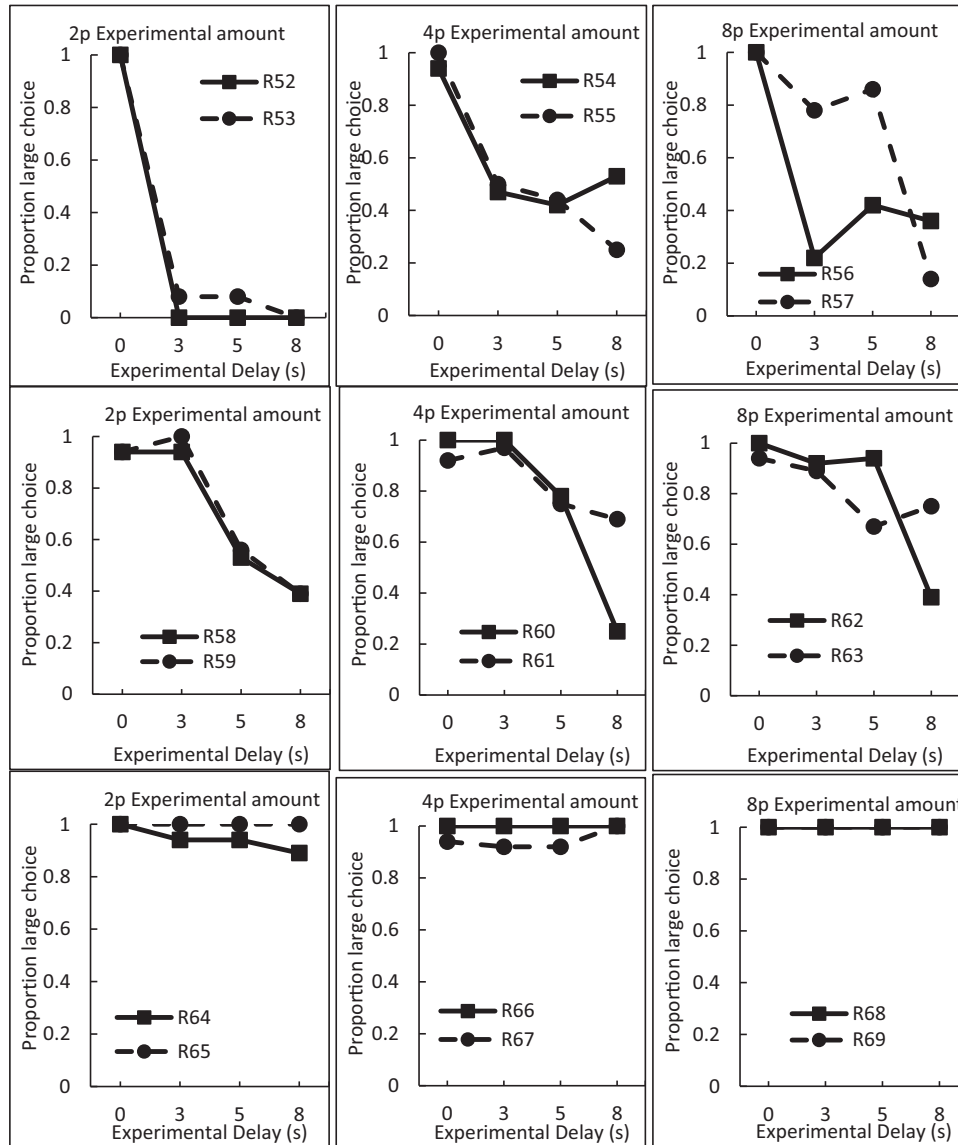 2p Experimental amount
Proportion large choice
1
0.8
0.6
0.4
0.2
0
R52
R53
0 3 5 8
Experimental Delay (s)
4p Experimental amount
Proportion large choice
1
0.8
0.6
0.4
0.2
0
R54
R55
0 3 5 8
Experimental Delay (s)
8p Experimental amount
Proportion large choice
1
0.8
0.6
0.4
0.2
0
R56
R57
0 3 5 8
Experimental Delay (s)
2p Experimental amount
Proportion large choice
1
0.8
0.6
0.4
0.2
0
R58
R59
0 3 5 8
Experimental Delay (s)
4p Experimental amount
Proportion large choice
1
0.8
0.6
0.4
0.2
0
R60
R61
0 3 5 8
Experimental Delay (s)
8p Experimental amount
Proportion large choice
1
0.8
0.6
0.4
0.2
0
R62
R63
0 3 5 8
Experimental Delay (s)
2p Experimental amount
Proportion large choice
1
0.8
0.6
0.4
0.2
0
R64
R65
0 3 5 8
Experimental Delay (s)
4p Experimental amount
Proportion large choice
1
0.8
0.6
0.4
0.2
0
R66
R67
0 3 5 8
Experimental Delay (s)
8p Experimental amount
Proportion large choice
1
0.8
0.6
0.4
0.2
0
R68
R69
0 3 5 8
Experimental Delay (s)